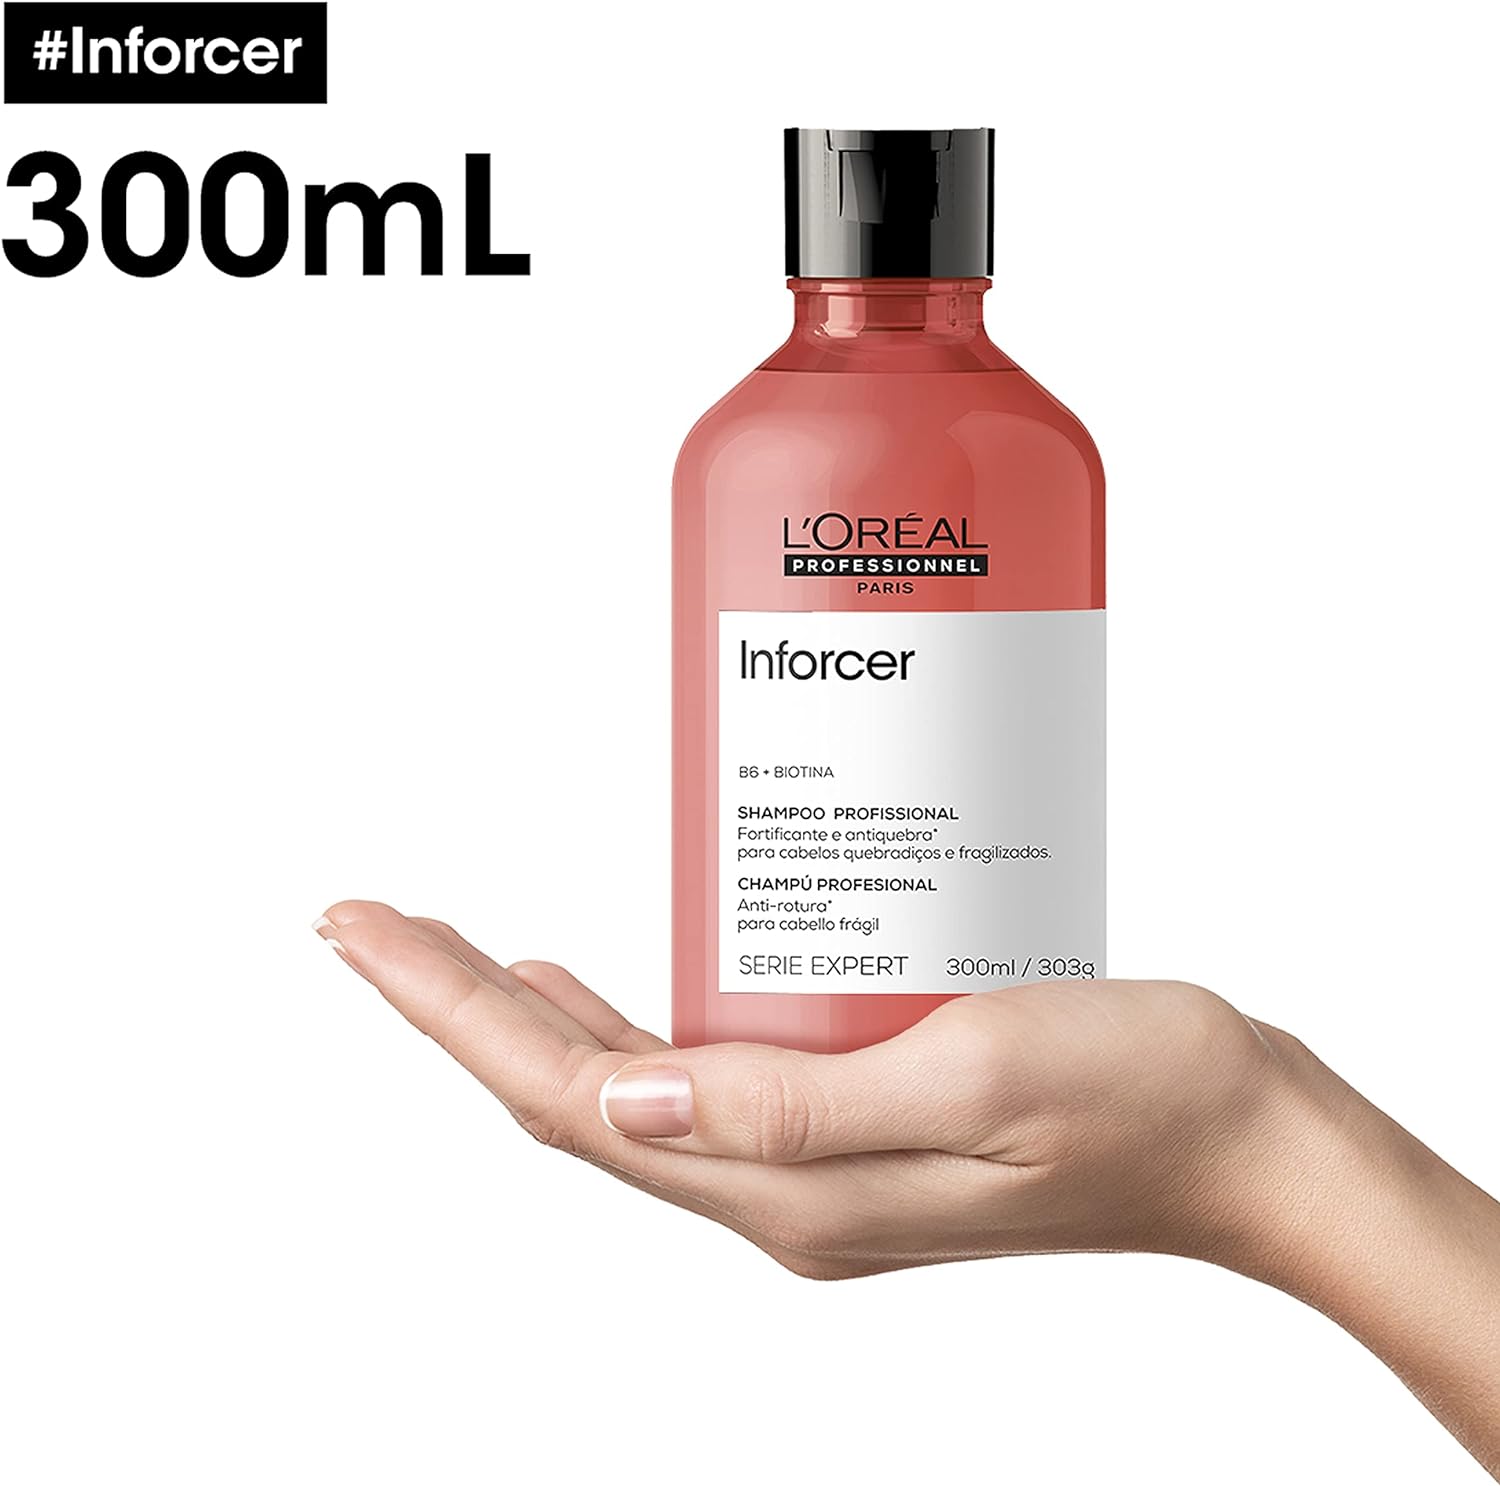 #Inforcer
300mL
L'ORÉAL
PROFESSIONNEL
PARIS
Inforcer
B6 + BIOTINA
SHAMPOO PROFISSIONAL
Fortificante e antiquebra*
para cabelos quebradiços e fragilizados.
CHAMPÚ PROFESIONAL
Anti-rotura*
para cabello frágil
SERIE EXPERT 300ml / 303g